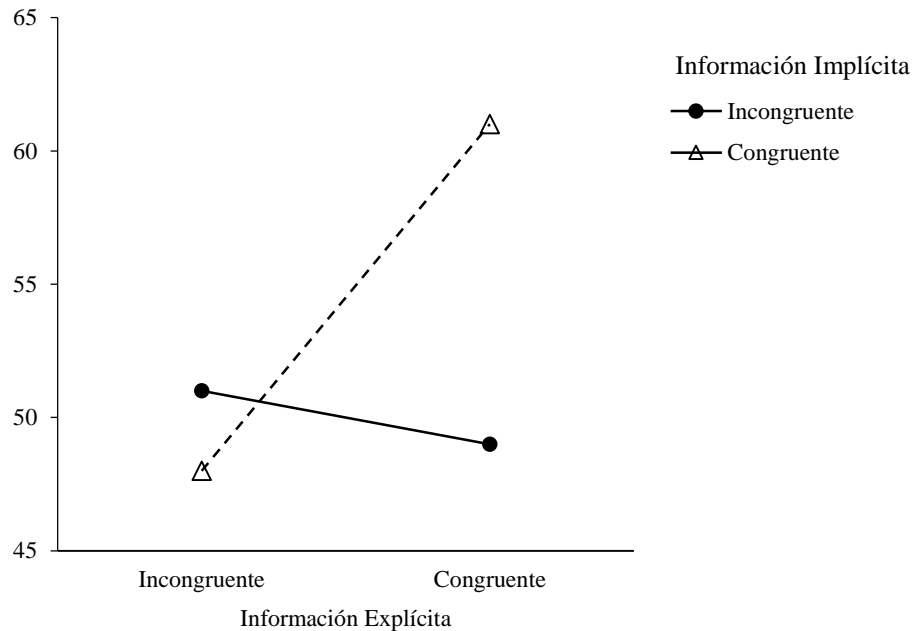 65
60
55
50
45
Incongruente
Congruente
Información Explícita
Información Implícita
Incongruente
Congruente